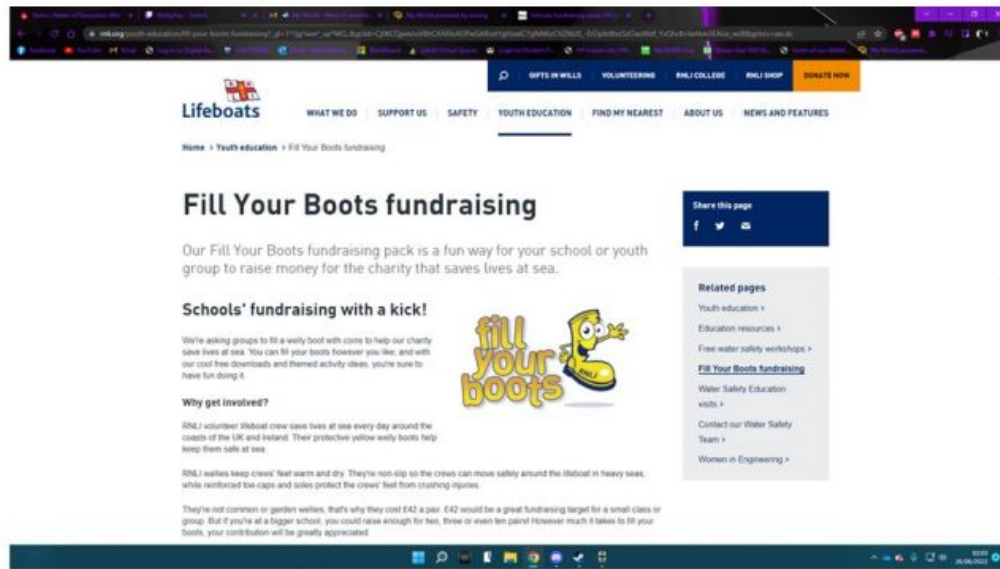 GIFTS IN WILLS VOLUNTEERING RNLI COLLEGE RNLI SHOP DONATE NOW
Lifeboats
WHAT WE DO SUPPORT US SAFETY YOUTH EDUCATION FIND MY NEAREST ABOUT US NEWS AND FEATURES
Home > Youth education > Fill Your Boots fundraising
Fill Your Boots fundraising
Our Fill Your Boots fundraising pack is a fun way for your school or youth
group to raise money for the charity that saves lives at sea.
Schools' fundraising with a kick!
We're asking groups to fill a welly boot with coins to help our charity
save lives at sea. You can fill your boots however you like, and with
our cool free downloads and themed activity ideas, you're sure to
have fun doing it.
fill
your
boots
RNLI
Why get involved?
RNLI volunteer lifeboat crew save lives at sea every day around the
coasts of the UK and Ireland. Their protective yellow welly boots help
keep them safe at sea.
RNLI wellies keep crews' feet warm and dry. They're non-slip so the crews can move safely around the lifeboat in heavy seas,
while reinforced toe-caps and soles protect the crews' feet from crushing injuries.
They're not common or garden wellies, that's why they cost £42 a pair. £42 would be a great fundraising target for a small class or
group. But if you're at a bigger school, you could raise enough for two, three or even ten pairs! However much it takes to fill your
boots, your contribution will be greatly appreciated.
Share this page
Related pages
Youth education >
Education resources >
Free water safety workshops >
Fill Your Boots fundraising
Water Safety Education
visits >
Contact our Water Safety
Team >
Women in Engineering >
26/06/2022